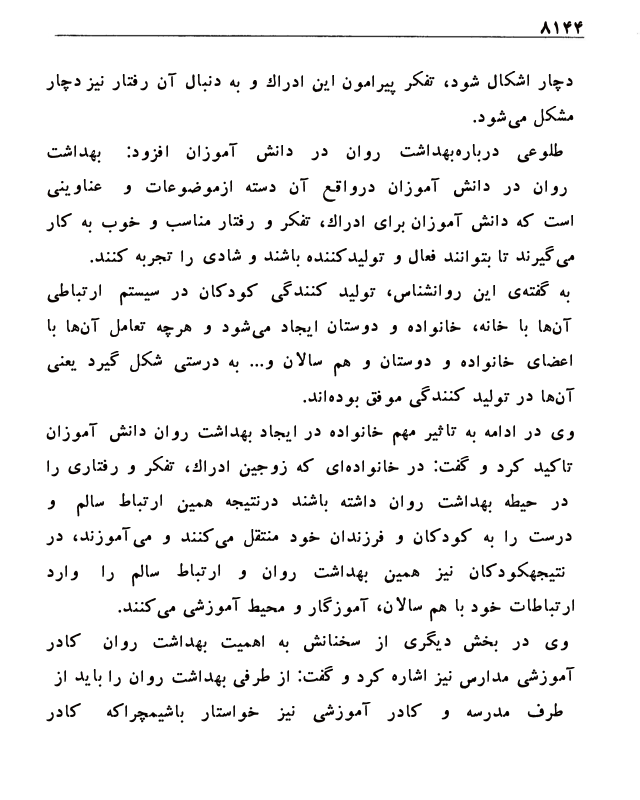 ۸۱۴۴
دچار اشکال شود، تفکر پیرامون این ادراك و به دنبال آن رفتار نیز دچار
مشکل می‌شود.
طلوعی درباره‌بهداشت روان در دانش آموزان افزود: بهداشت
روان در دانش آموزان درواقع آن دسته ازموضوعات و عناوینی
است که دانش آموزان برای ادراك، تفکر و رفتار مناسب و خوب به کار
می‌گیرند تا بتوانند فعال و تولیدکننده باشند و شادی را تجربه کنند.
به گفته‌ی این روانشناس، تولید کنندگی کودکان در سیستم ارتباطی
آن‌ها با خانه، خانواده و دوستان ایجاد می‌شود و هرچه تعامل آن‌ها با
اعضای خانواده و دوستان و هم سالان و... به درستی شکل گیرد یعنی
آن‌ها در تولید کنندگی موفق بوده‌اند.
وی در ادامه به تاثیر مهم خانواده در ایجاد بهداشت روان دانش آموزان
تاکید کرد و گفت: در خانواده‌ای که زوجین ادراك، تفکر و رفتاری را
در حیطه بهداشت روان داشته باشند درنتیجه همین ارتباط سالم و
درست را به کودکان و فرزندان خود منتقل می‌کنند و می‌آموزند، در
نتیجهکودکان نیز همین بهداشت روان و ارتباط سالم را وارد
ارتباطات خود با هم سالان، آموزگار و محیط آموزشی می‌کنند.
وی در بخش دیگری از سخنانش به اهمیت بهداشت روان کادر
آموزشی مدارس نیز اشاره کرد و گفت: از طرفی بهداشت روان را باید از
طرف مدرسه و کادر آموزشی نیز خواستار باشیمچراکه کادر